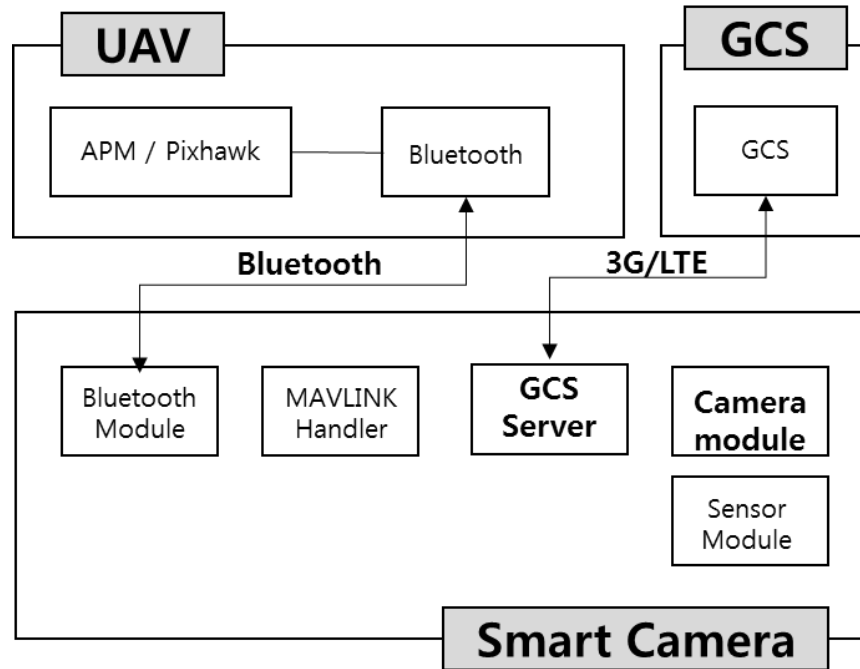 UAV
GCS
APM / Pixhawk
Bluetooth
GCS
Bluetooth
3G/LTE
Bluetooth
Module
MAVLINK
Handler
GCS
Server
Camera
module
Sensor
Module
Smart Camera